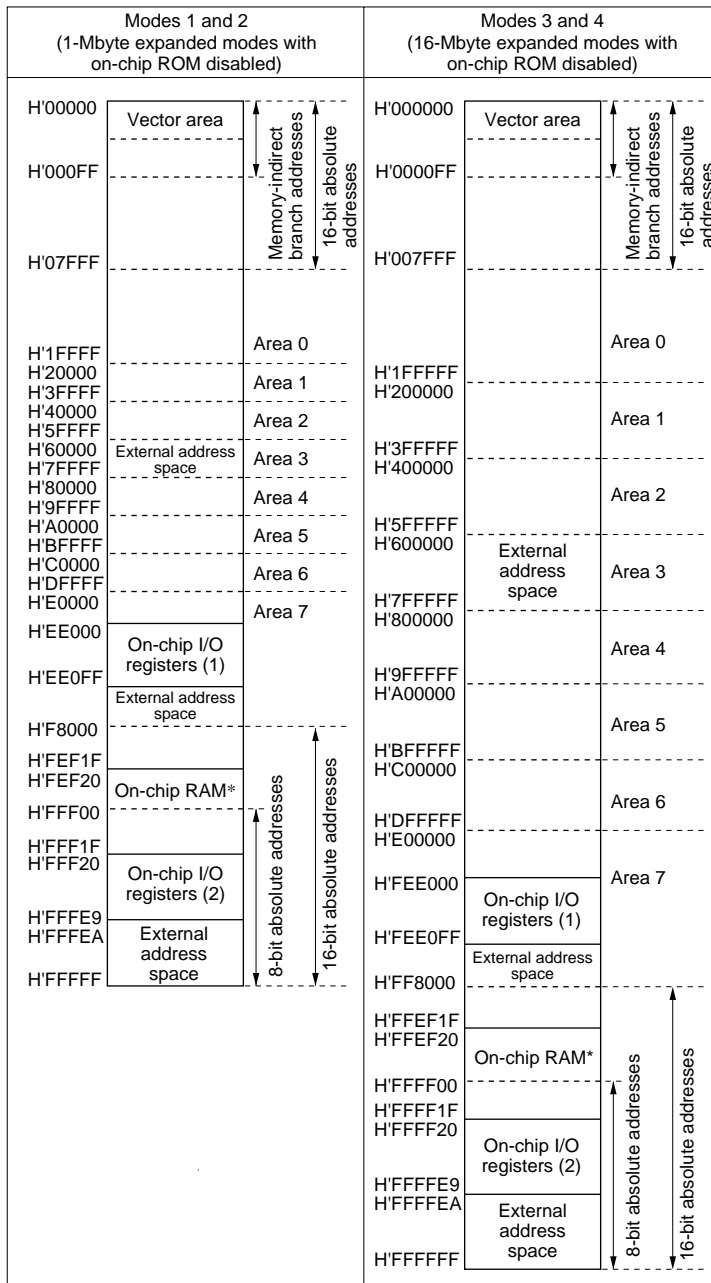 Modes 1 and 2
(1-Mbyte expanded modes with
on-chip ROM disabled)
H'00000
Vector area
H'000FF
Memory-indirect
branch addresses
16-bit absolute
addresses
H'07FFF
Area 0
H'1FFFF
H'20000
Area 1
H'3FFFF
H'40000
Area 2
H'5FFFF
H'60000
External address
space
Area 3
H'7FFFF
H'80000
Area 4
H'9FFFF
H'A0000
Area 5
H'BFFFF
H'C0000
Area 6
H'DFFFF
H'E0000
Area 7
H'EE000
On-chip I/O
registers (1)
H'EE0FF
External address
space
H'F8000
H'FEF1F
H'FEF20
On-chip RAM*
H'FFF00
H'FFF1F
H'FFF20
On-chip I/O
registers (2)
H'FFFE9
H'FFFEA
External
address
space
H'FFFFF
8-bit absolute addresses
16-bit absolute addresses
Modes 3 and 4
(16-Mbyte expanded modes with
on-chip ROM disabled)
H'000000
Vector area
H'0000FF
Memory-indirect
branch addresses
16-bit absolute
addresses
H'007FFF
Area 0
H'1FFFFF
H'200000
Area 1
H'3FFFFF
H'400000
Area 2
H'5FFFFF
H'600000
External
address
space
Area 3
H'7FFFFF
H'800000
Area 4
H'9FFFFF
H'A00000
Area 5
H'BFFFFF
H'C00000
Area 6
H'DFFFFF
H'E00000
Area 7
H'FEE000
On-chip I/O
registers (1)
H'FEE0FF
External address
space
H'FF8000
H'FFEF1F
H'FFEF20
On-chip RAM*
H'FFFF00
H'FFFF1F
H'FFFF20
On-chip I/O
registers (2)
H'FFFFE9
H'FFFFEA
External
address
space
H'FFFFFF
8-bit absolute addresses
16-bit absolute addresses